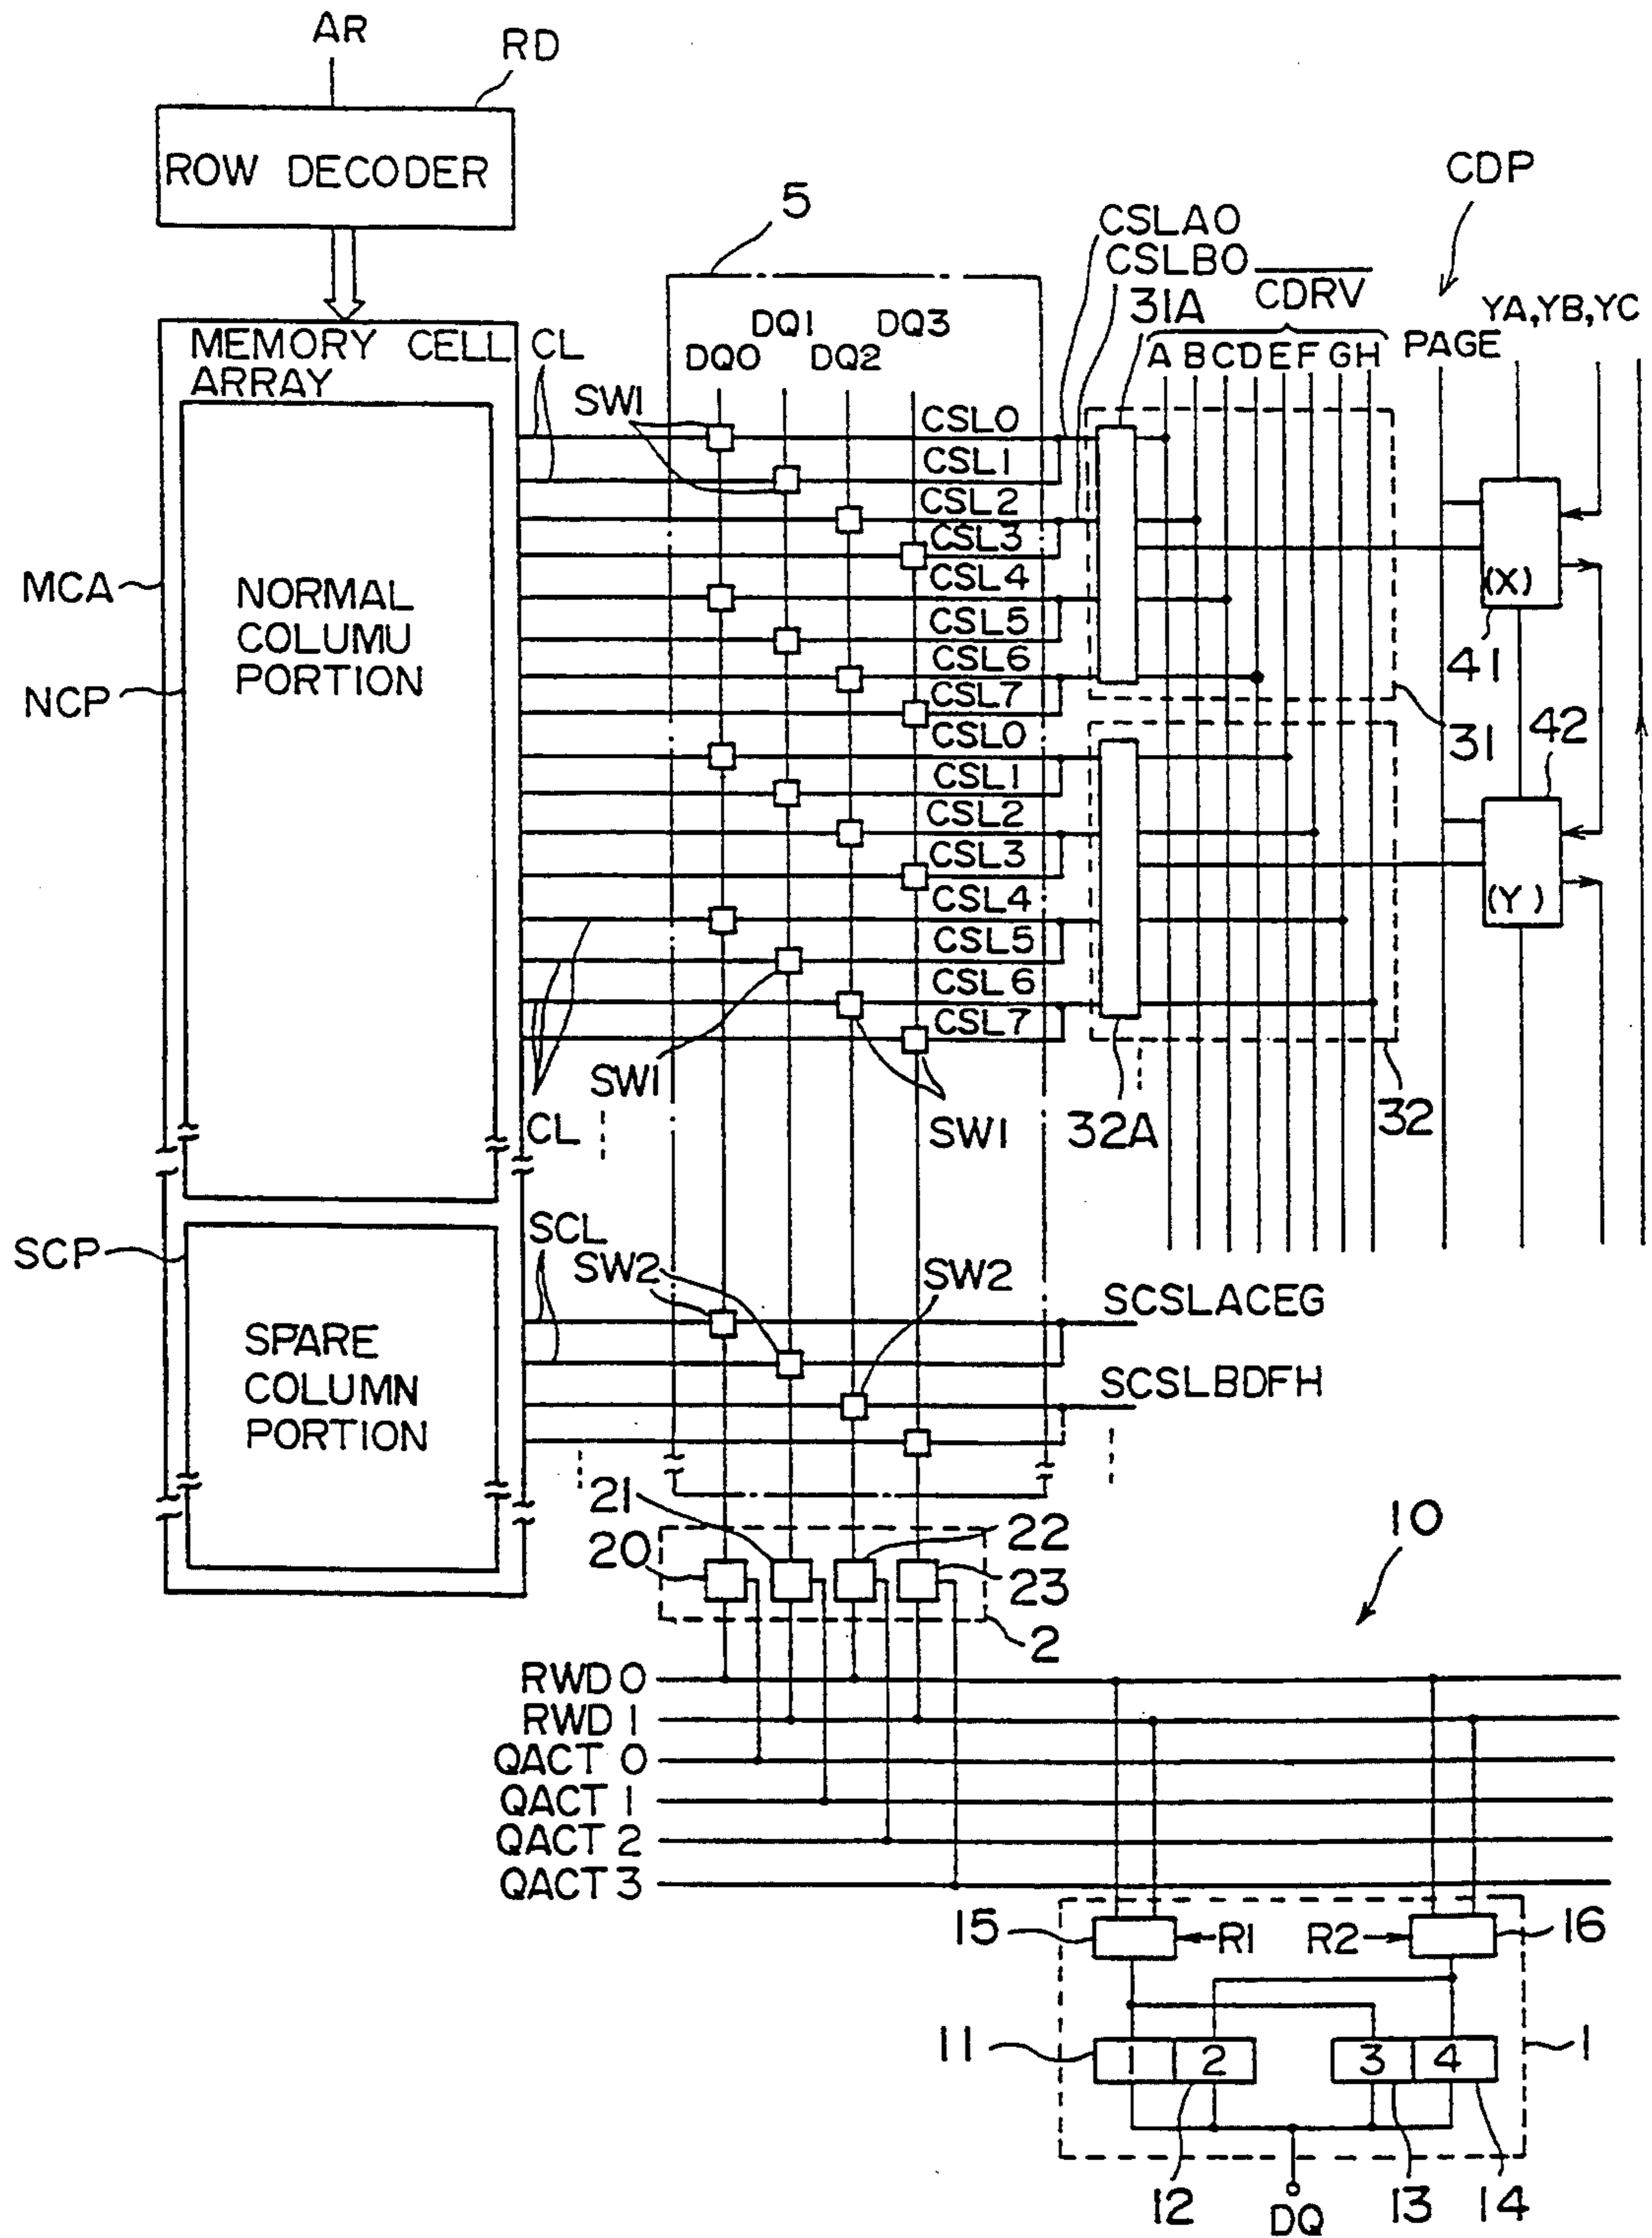 AR
RD
ROW DECODER
5
CDP
CSLA0
CSLB0
CDRV
31A
YA,YB,YC
DQ1 DQ3
DQ0 DQ2
A B C D E F G H
PAGE
MEMORY CELL
ARRAY
CL
SW1
CSL0
CSL1
CSL2
CSL3
CSL4
CSL5
CSL6
CSL7
MCA
NCP
NORMAL
COLUMU
PORTION
(X)
41
31
42
CSL0
CSL1
CSL2
CSL3
CSL4
CSL5
CSL6
CSL7
(Y)
SW1
CL
SW1
32A
32
SCP
SCL
SW2
SW2
SCSLACEG
SCSLBDFH
SPARE
COLUMN
PORTION
21
20
22
23
2
10
RWD 0
RWD 1
QACT 0
QACT 1
QACT 2
QACT 3
15
R1
R2
16
11
1 2
3 4
1
12
DQ
13
14